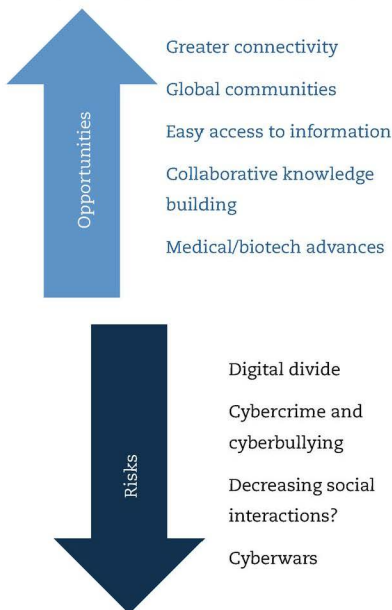 Opportunities
Greater connectivity
Global communities
Easy access to information
Collaborative knowledge
building
Medical/biotech advances
Risks
Digital divide
Cybercrime and
cyberbullying
Decreasing social
interactions?
Cyberwars